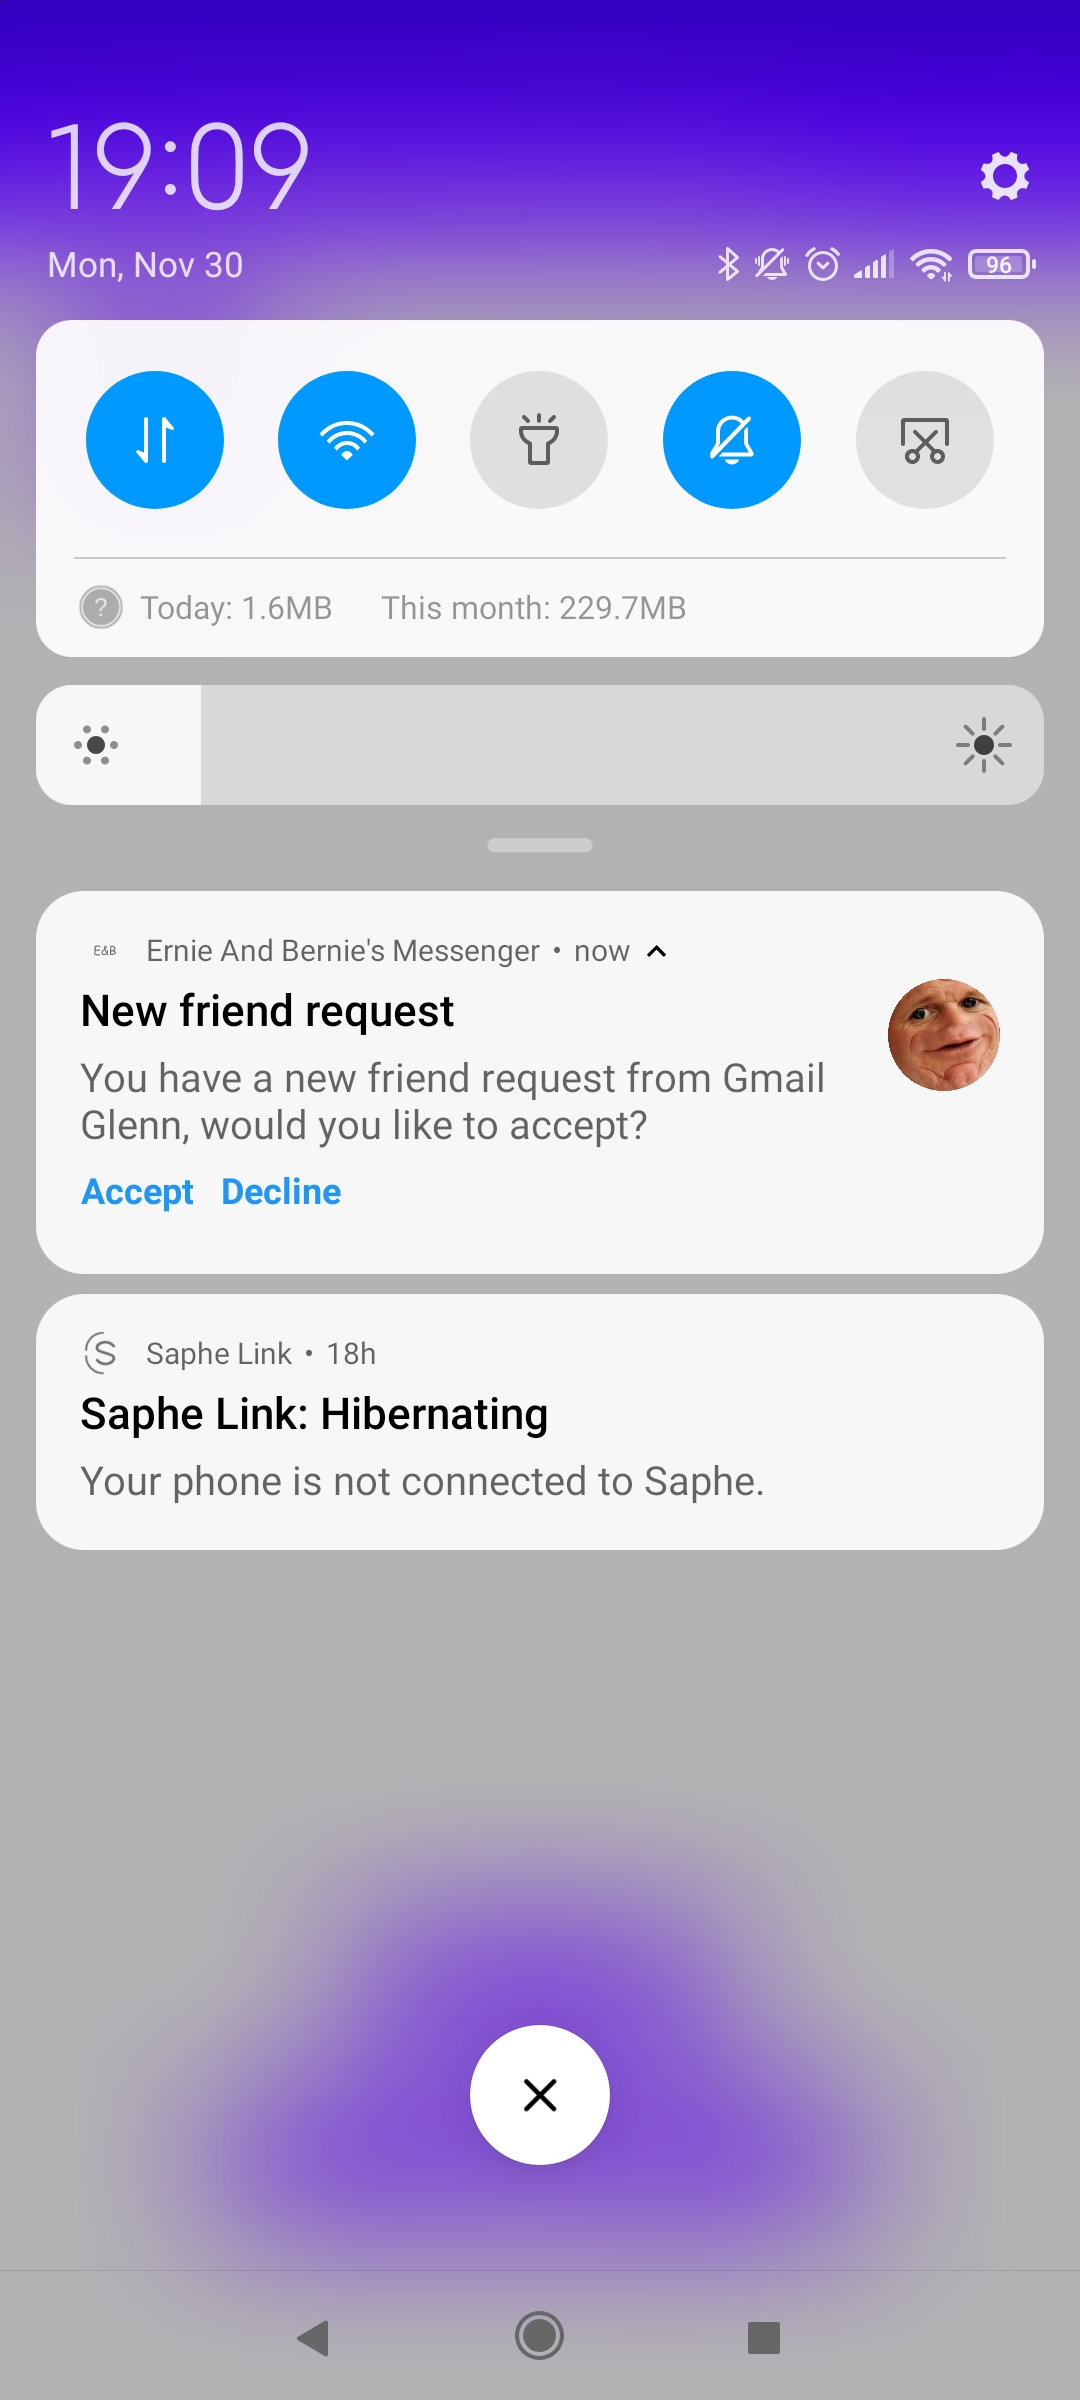 19:09
Mon, Nov 30
96
? Today: 1.6MB This month: 229.7MB
E&B Ernie And Bernie's Messenger • now
New friend request
You have a new friend request from Gmail
Glenn, would you like to accept?
Accept Decline
S Saphe Link • 18h
Saphe Link: Hibernating
Your phone is not connected to Saphe.